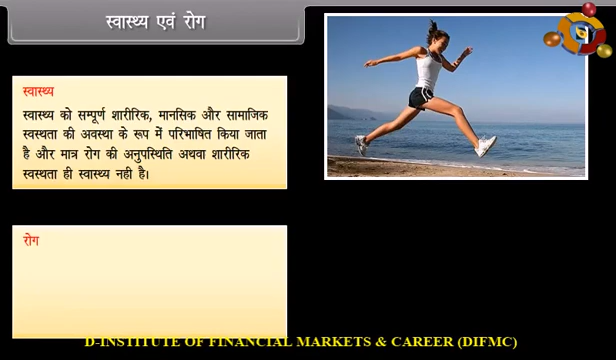 स्वास्थ्य एवं रोग
स्वास्थ्य
स्वास्थ्य को सम्पूर्ण शारीरिक, मानसिक और सामाजिक
स्वस्थता की अवस्था के रूप में परिभाषित किया जाता
है और मात्र रोग की अनुपस्थिति अथवा शारीरिक
स्वस्थता ही स्वास्थ्य नही है।
रोग
D-INSTITUTE OF FINANCIAL MARKETS & CAREER (DIFMC)